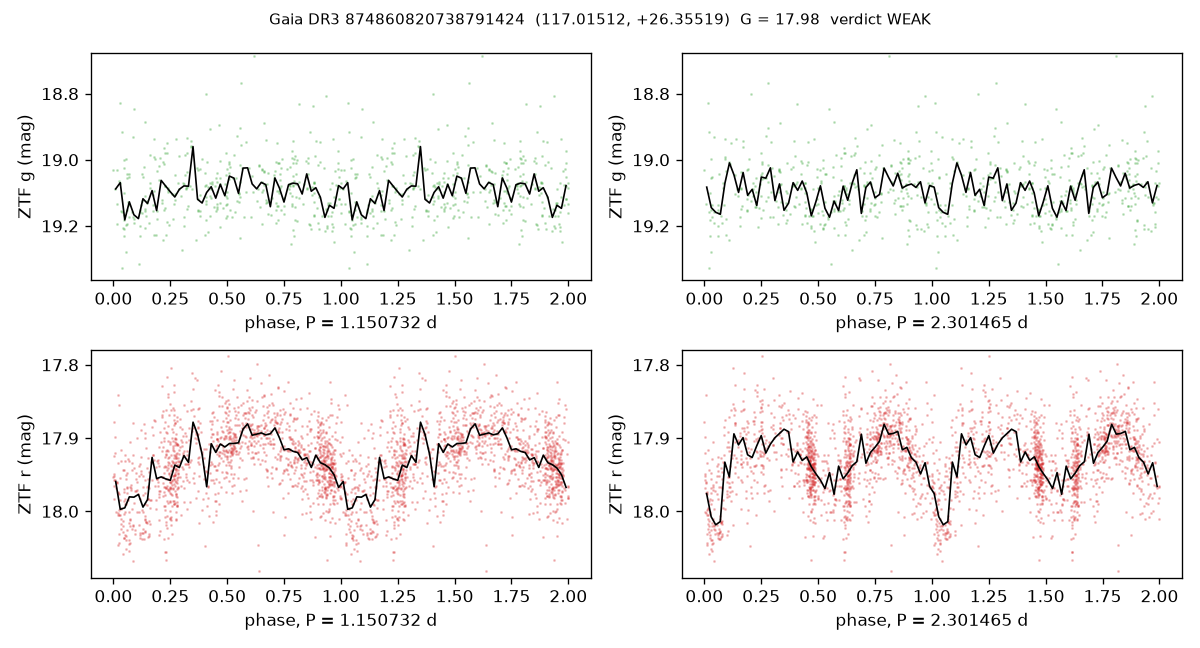 Gaia DR3 874860820738791424 (117.01512, +26.35519) G = 17.98 verdict WEAK
ZTF g (mag)
18.8
19.0
19.2
0.00 0.25 0.50 0.75 1.00 1.25 1.50 1.75 2.00
phase, P = 1.150732 d
ZTF g (mag)
18.8
19.0
19.2
0.00 0.25 0.50 0.75 1.00 1.25 1.50 1.75 2.00
phase, P = 2.301465 d
ZTF r (mag)
17.8
17.9
18.0
0.00 0.25 0.50 0.75 1.00 1.25 1.50 1.75 2.00
phase, P = 1.150732 d
ZTF r (mag)
17.8
17.9
18.0
0.00 0.25 0.50 0.75 1.00 1.25 1.50 1.75 2.00
phase, P = 2.301465 d